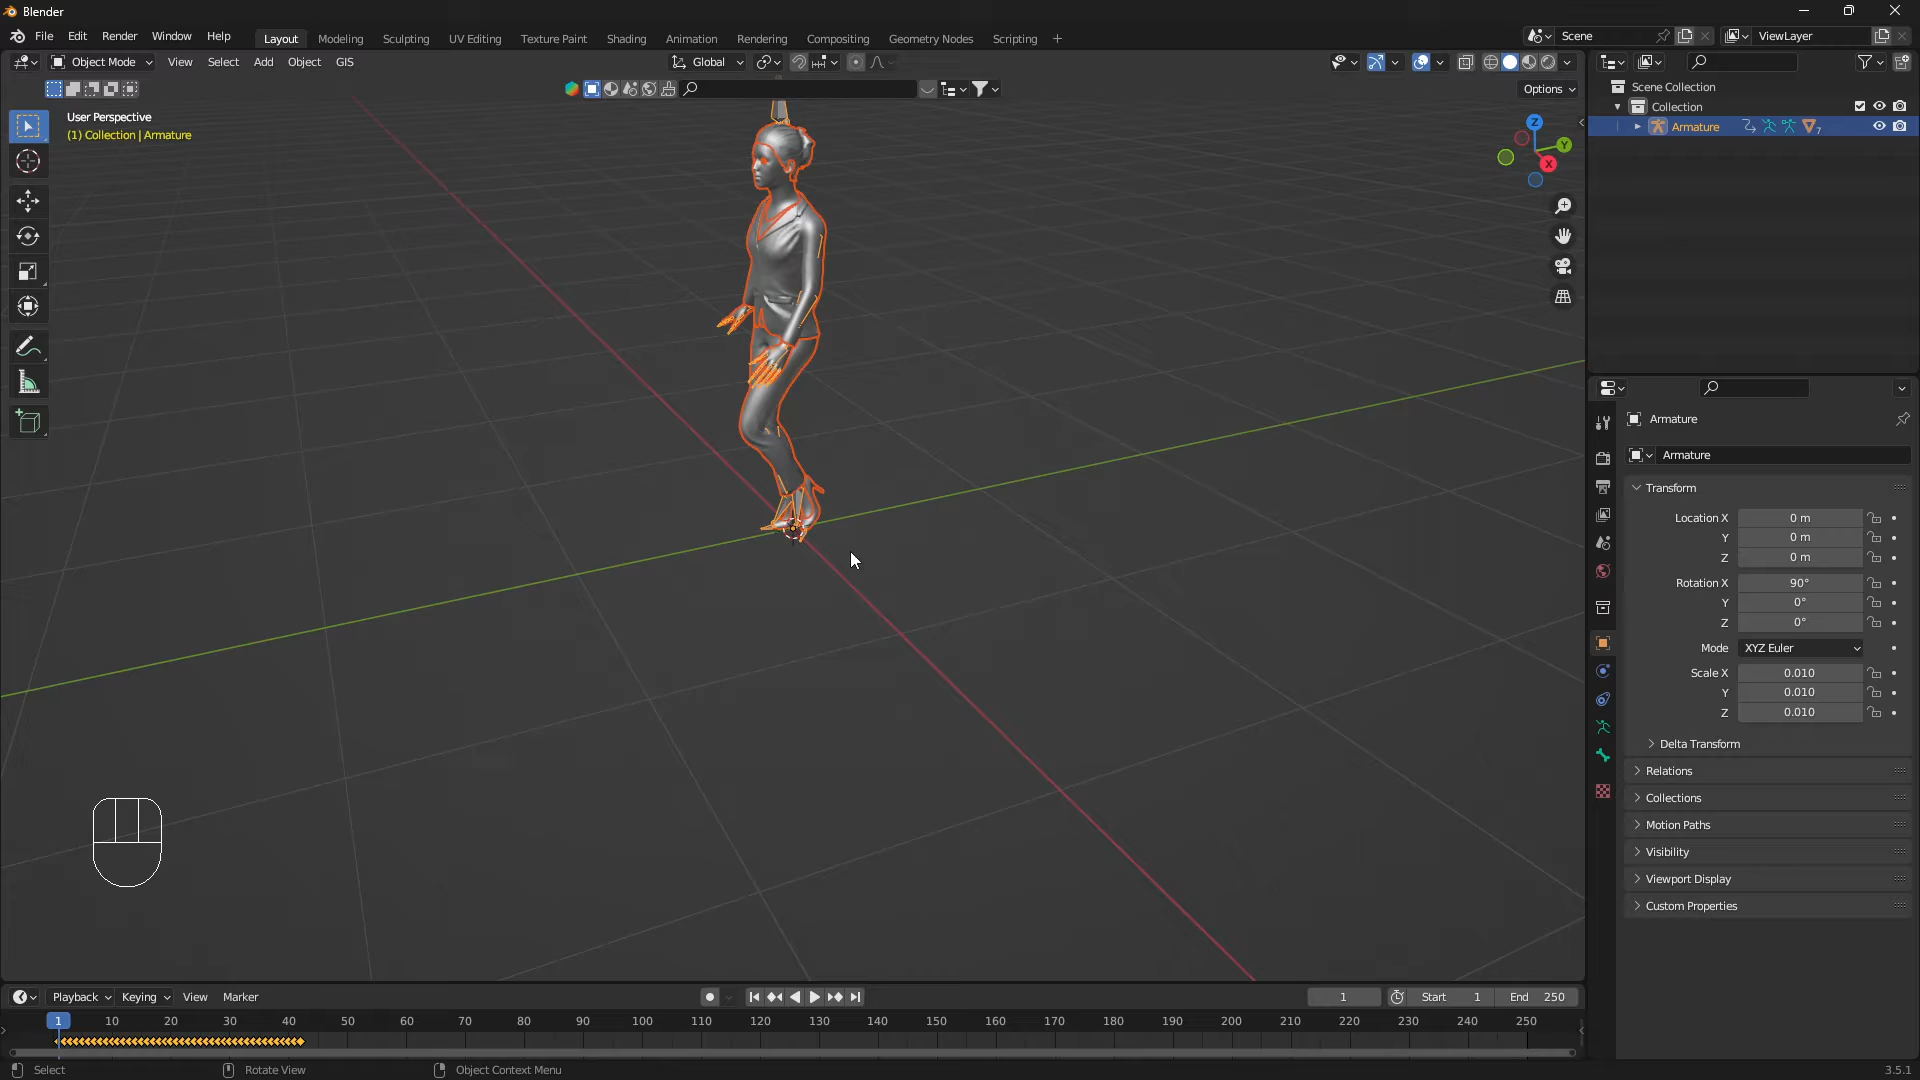 Blender
File Edit Render Window Help
Layout Modeling Sculpting UV Editing Texture Paint Shading Animation Rendering Compositing Geometry Nodes Scripting +
Scene
ViewLayer
Object Mode View Select Add Object GIS
Global
Options
User Perspective
(1) Collection | Armature
Z
Y
X
Scene Collection
Collection
Armature
7
Armature
Armature
Transform
Location X 0 m
Y 0 m
Z 0 m
Rotation X 90°
Y 0°
Z 0°
Mode XYZ Euler
Scale X 0.010
Y 0.010
Z 0.010
Delta Transform
Relations
Collections
Motion Paths
Visibility
Viewport Display
Custom Properties
Playback Keying View Marker
1
Start 1
End 250
1 10 20 30 40 50 60 70 80 90 100 110 120 130 140 150 160 170 180 190 200 210 220 230 240 250
Select
Rotate View
Object Context Menu
3.5.1